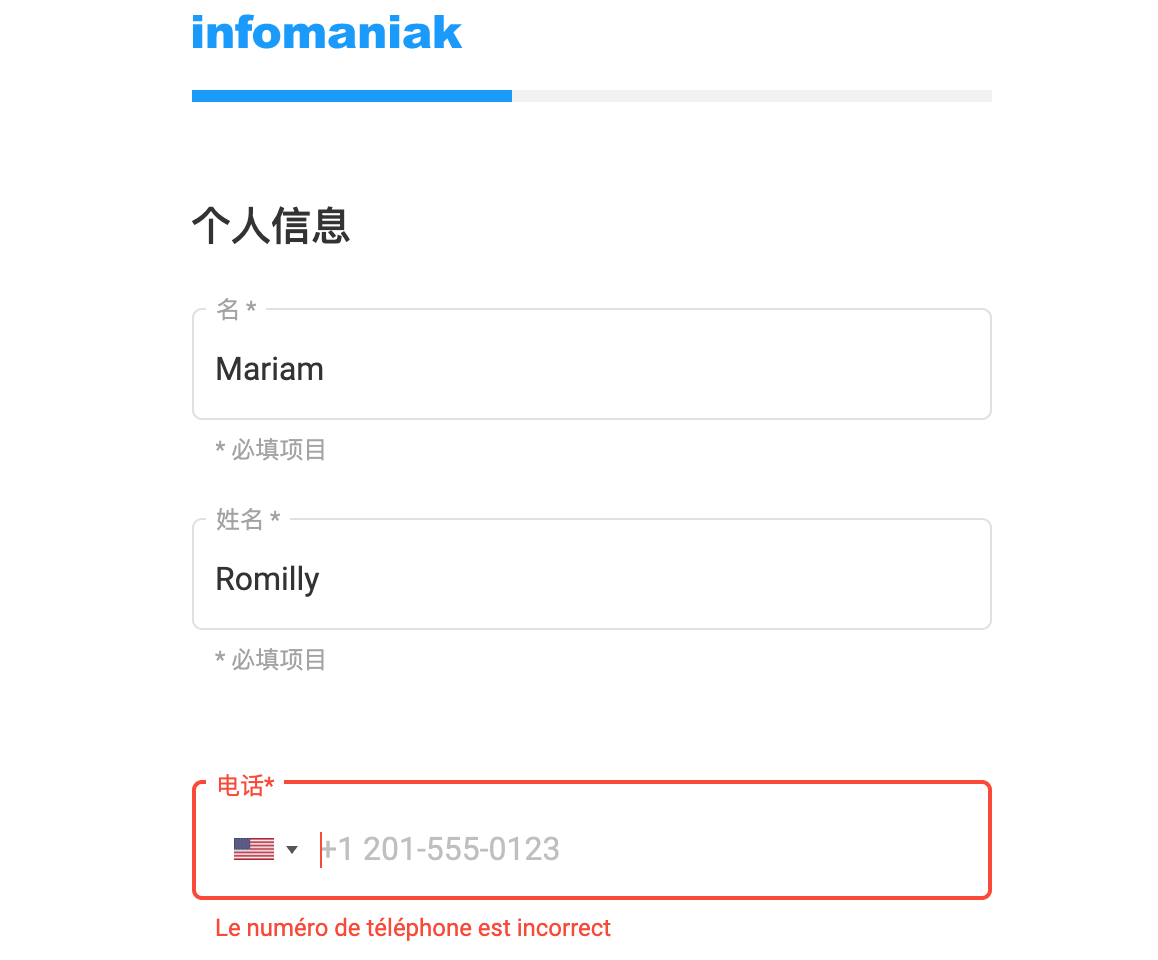 infomaniak
个人信息
名 *
Mariam
* 必填项目
姓名 *
Romilly
* 必填项目
电话*
+1 201-555-0123
Le numéro de téléphone est incorrect